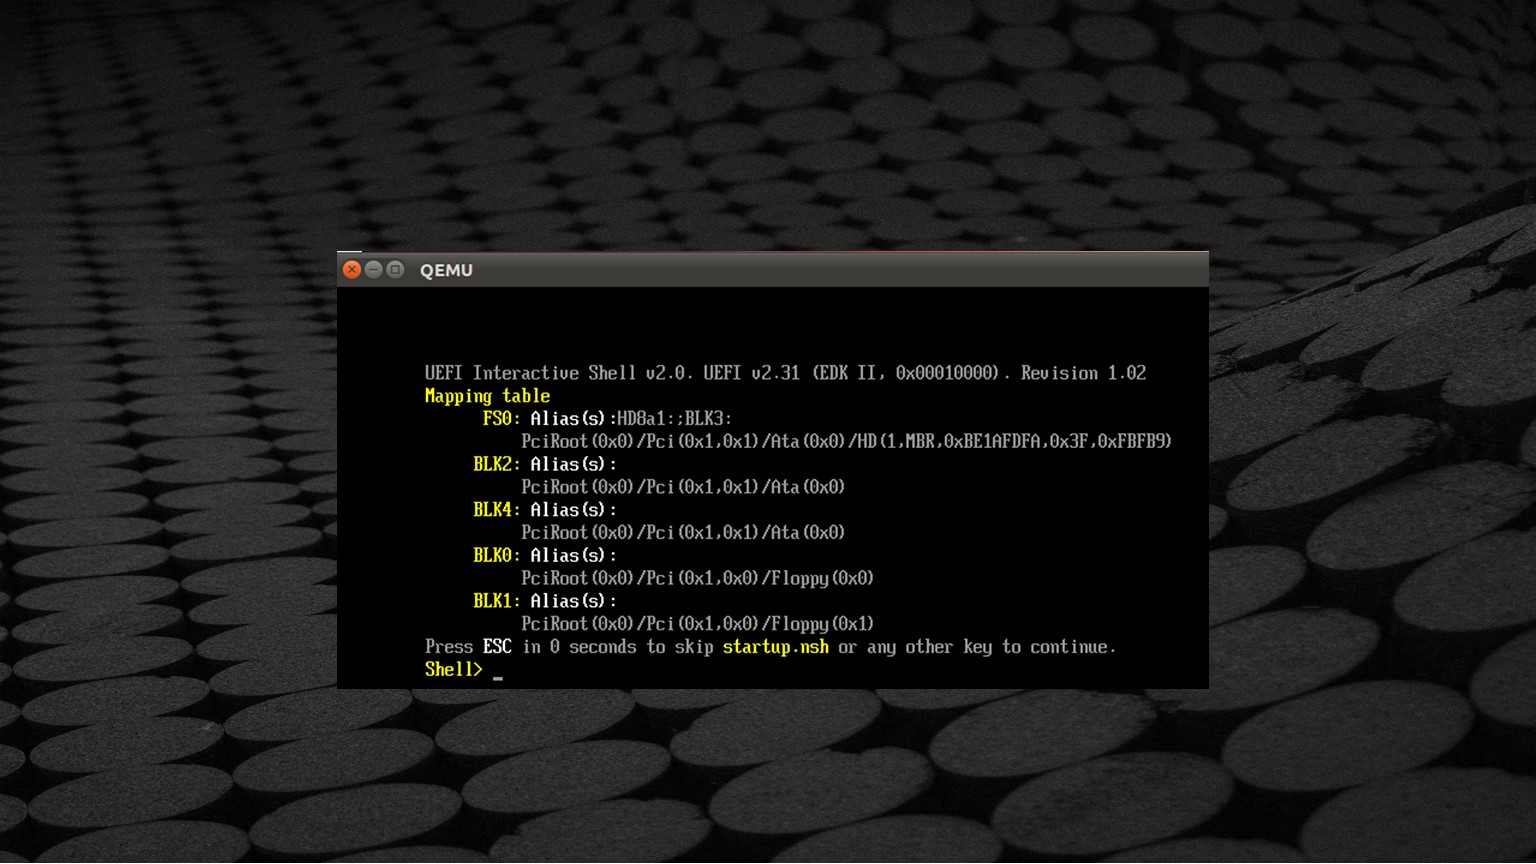 QEMU
UEFI Interactive Shell v2.0. UEFI v2.31 (EDK II, 0x00010000). Revision 1.02
Mapping table
FS0: Alias(s):HD8a1:;BLK3:
PciRoot(0x0)/Pci(0x1,0x1)/Ata(0x0)/HD(1,MBR,0xBE1AFDFA,0x3F,0xFBFB9)
BLK2: Alias(s):
PciRoot(0x0)/Pci(0x1,0x1)/Ata(0x0)
BLK4: Alias(s):
PciRoot(0x0)/Pci(0x1,0x1)/Ata(0x0)
BLK0: Alias(s):
PciRoot(0x0)/Pci(0x1,0x0)/Floppy(0x0)
BLK1: Alias(s):
PciRoot(0x0)/Pci(0x1,0x0)/Floppy(0x1)
Press ESC in 0 seconds to skip startup.nsh or any other key to continue.
Shell> _